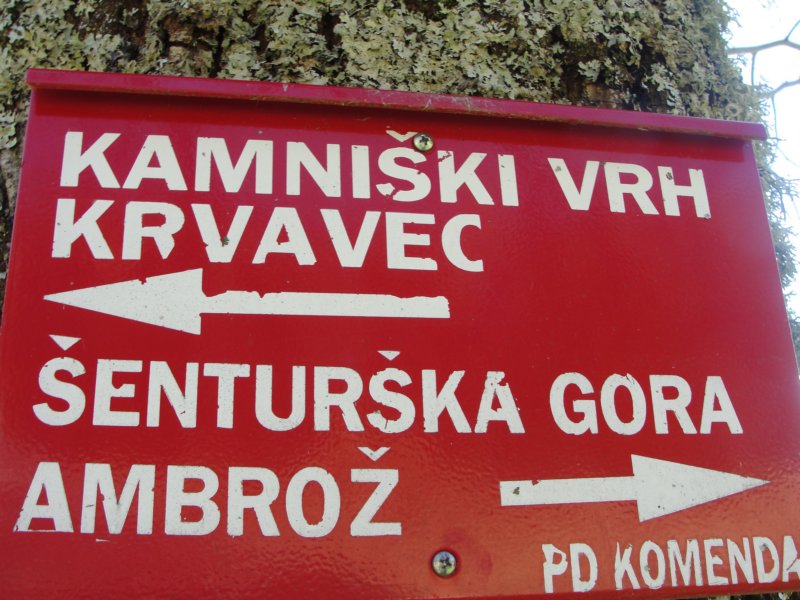 KAMNIŠKI VRH
KRVAVEC
ŠENTURŠKA GORA
AMBROŽ
PD KOMENDA